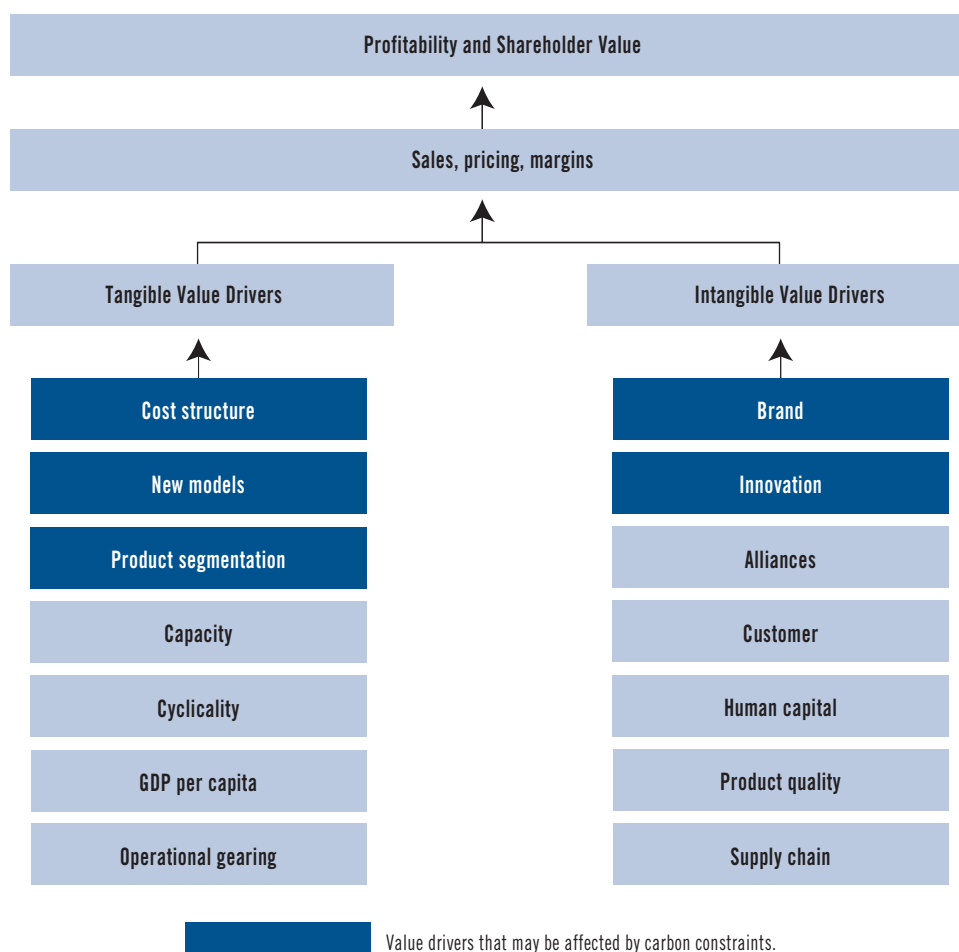 Profitability and Shareholder Value
Sales, pricing, margins
Tangible Value Drivers
Cost structure
New models
Product segmentation
Capacity
Cyclicality
GDP per capita
Operational gearing
Intangible Value Drivers
Brand
Innovation
Alliances
Customer
Human capital
Product quality
Supply chain
Value drivers that may be affected by carbon constraints.